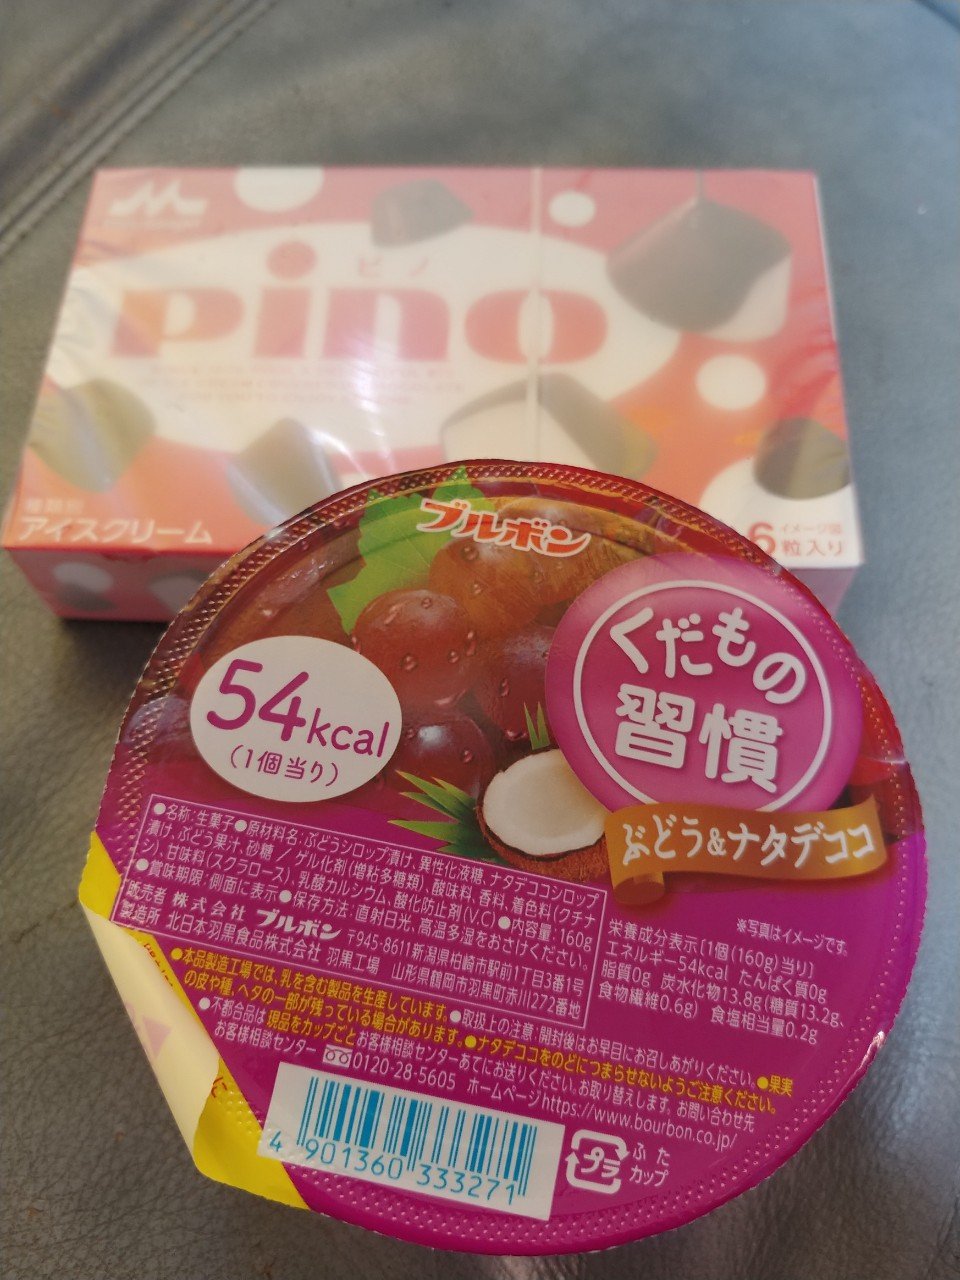 pino
ピノ
種類別
アイスクリーム
イメージ図
6粒入り
ブルボン
くだもの
習慣
ぶどう&ナタデココ
54kcal
(1個当り)
●名称:生菓子●原材料名:ぶどうシロップ漬け、異性化液糖、ナタデココシロップ
漬け、ぶどう果汁、砂糖／ゲル化剤(増粘多糖類)、酸味料、香料、着色料(クチナ
シ)、甘味料(スクラロース)、乳酸カルシウム、酸化防止剤(V.C)●内容量:160g
●賞味期限:側面に表示●保存方法:直射日光、高温多湿をおさけください。
販売者 株式会社 ブルボン 〒945-8611新潟県柏崎市駅前1丁目3番1号
製造所 北日本羽黒食品株式会社 羽黒工場 山形県鶴岡市羽黒町赤川272番地
※写真はイメージです。
栄養成分表示[1個(160g)当り]
エネルギー54kcal たんぱく質0g
脂質0g 炭水化物13.8g(糖質13.2g、
食物繊維0.6g) 食塩相当量0.2g
●本品製造工場では、乳を含む製品を生産しています。●取扱上の注意:開封後はお早目にお召しあがりください。●果実
の皮や種、ヘタの一部が残っている場合があります。●ナタデココをのどにつまらせないようご注意ください。
●不都合品は現品をカップごとお客様相談センターあてにお送りください。お取り替えします。お問い合わせ先
お客様相談センター 0120-28-5605 ホームページhttps://www.bourbon.co.jp/
4 901360 333271
プラ
ふた
カップ